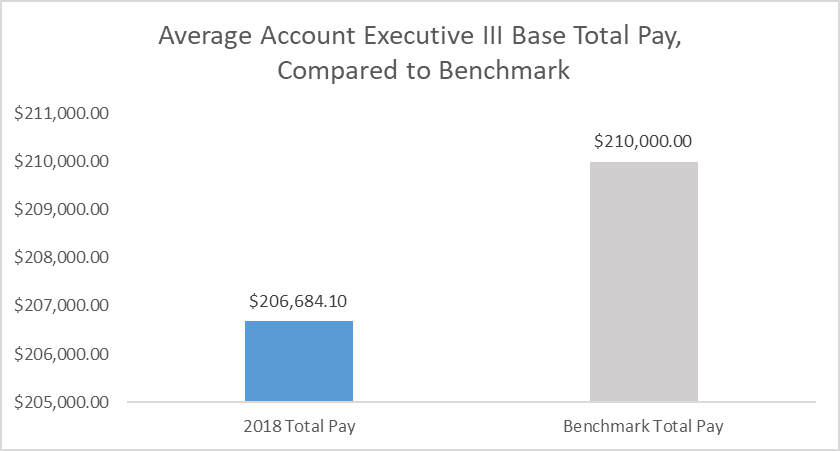 Average Account Executive III Base Total Pay,
Compared to Benchmark
$211,000.00
$210,000.00
$209,000.00
$208,000.00
$207,000.00
$206,000.00
$205,000.00
$206,684.10
$210,000.00
2018 Total Pay
Benchmark Total Pay